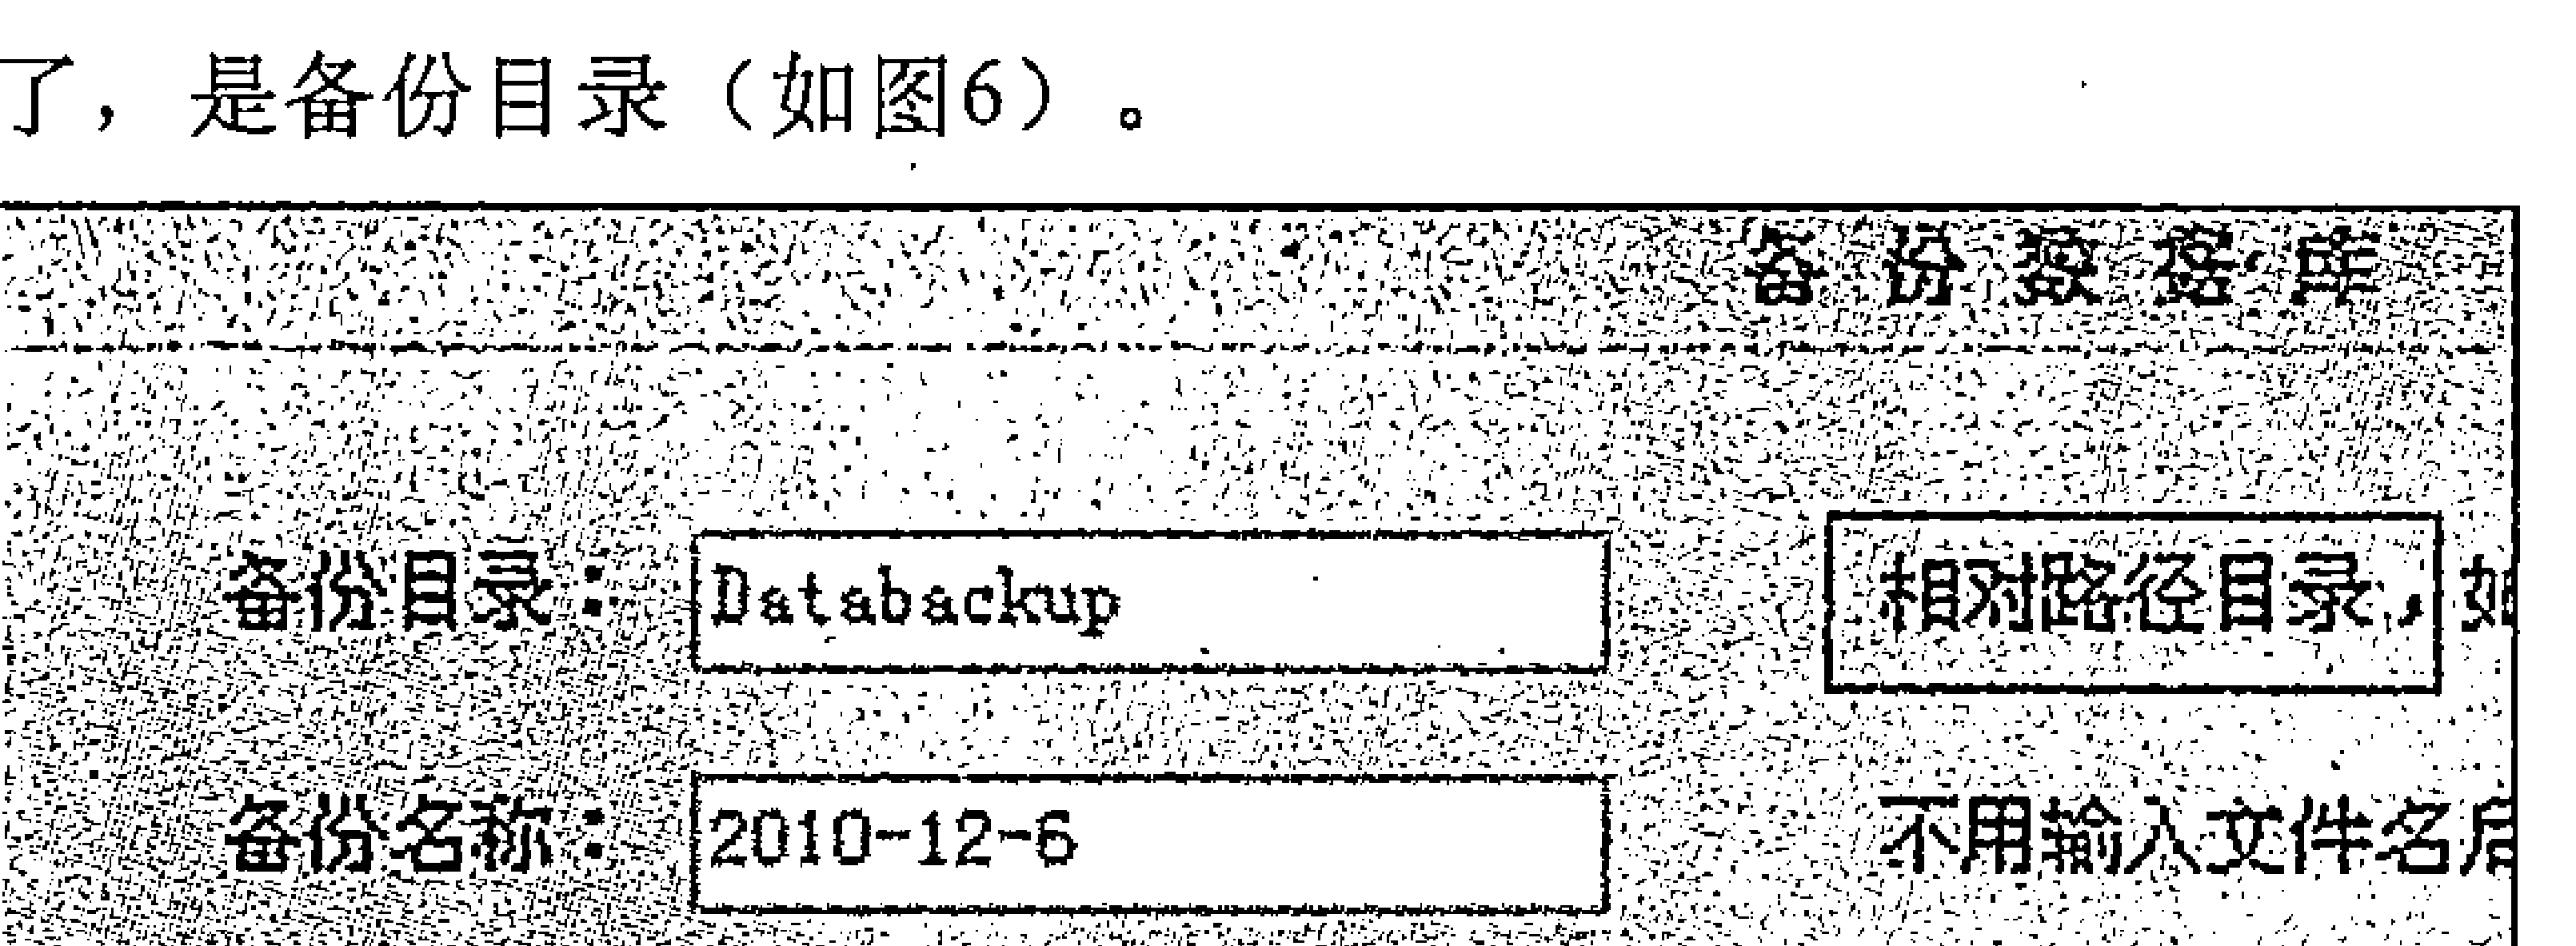 了，是备份目录（如图6）。
备 份 数 据 库
备份目录： Databackup 相对路径目录，如
备份名称： 2010-12-6 不用输入文件名后